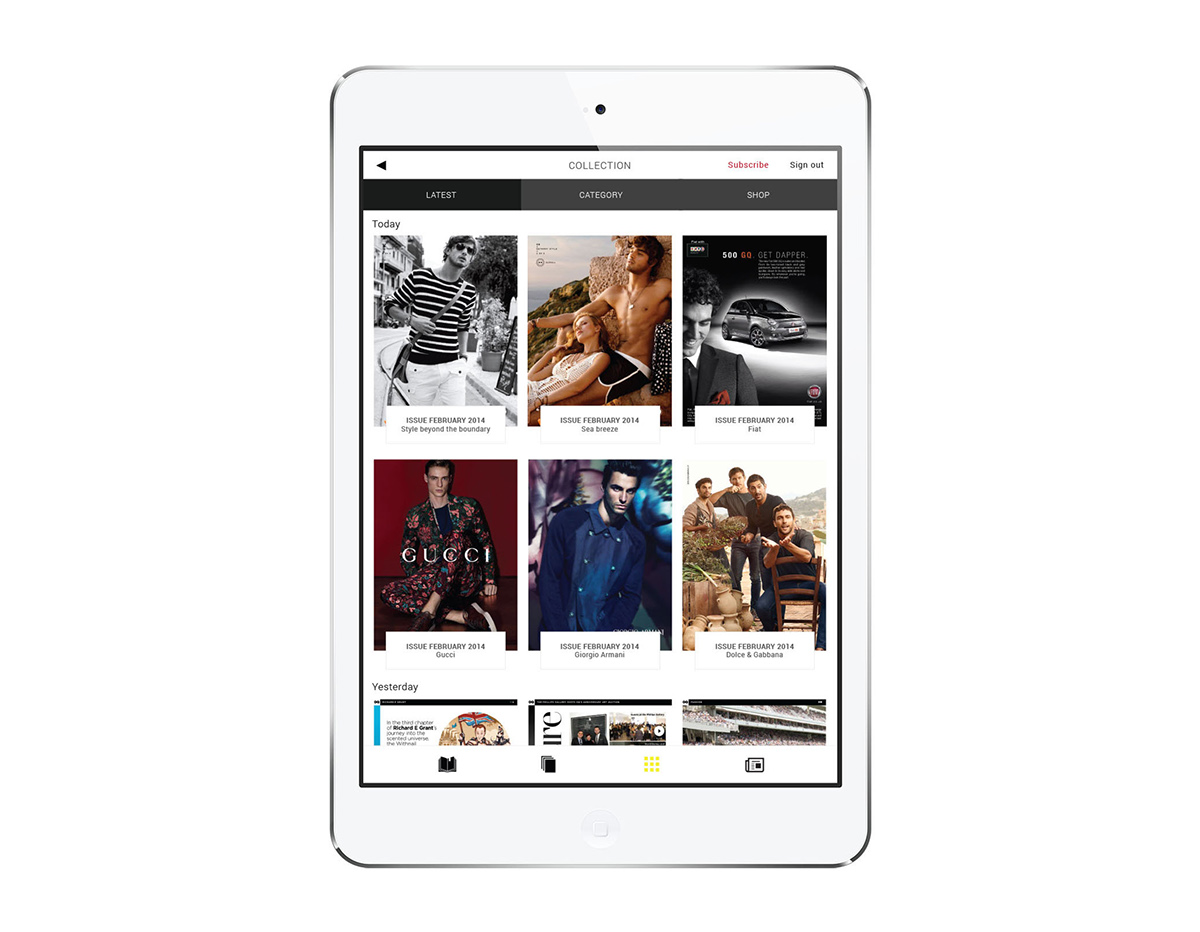 COLLECTION
Subscribe
Sign out
LATEST
CATEGORY
SHOP
Today
500 GQ. GET DAPPER.
ISSUE FEBRUARY 2014
Style beyond the boundary
ISSUE FEBRUARY 2014
Sea breeze
ISSUE FEBRUARY 2014
Fiat
GUCCI
GIORGIO ARMANI
ISSUE FEBRUARY 2014
Gucci
ISSUE FEBRUARY 2014
Giorgio Armani
ISSUE FEBRUARY 2014
Dolce & Gabbana
Yesterday
In the third chapter
of Richard E Grant's
journey into the
scented universe,
the Withnail